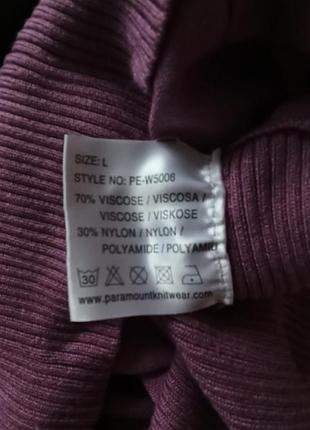 SIZE: L
STYLE NO: PE-W5006
70% VISCOSE / VISCOSA /
VISCOSE / VISKOSE
30% NYLON / NYLON /
POLYAMIDE / POLYAMID
30
www.paramountknitwear.com/